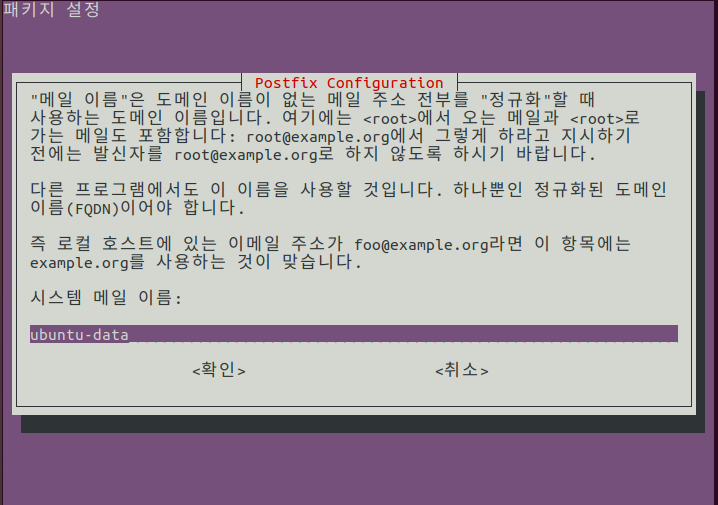 패키지 설정
Postfix Configuration
"메일 이름"은 도메인 이름이 없는 메일 주소 전부를 "정규화"할 때
사용하는 도메인 이름입니다. 여기에는 <root>에서 오는 메일과 <root>로
가는 메일도 포함합니다: root@example.org에서 그렇게 하라고 지시하기
전에는 발신자를 root@example.org로 하지 않도록 하시기 바랍니다.
다른 프로그램에서도 이 이름을 사용할 것입니다. 하나뿐인 정규화된 도메인
이름(FQDN)이어야 합니다.
즉 로컬 호스트에 있는 이메일 주소가 foo@example.org라면 이 항목에는
example.org를 사용하는 것이 맞습니다.
시스템 메일 이름:
ubuntu-data
<확인> <취소>